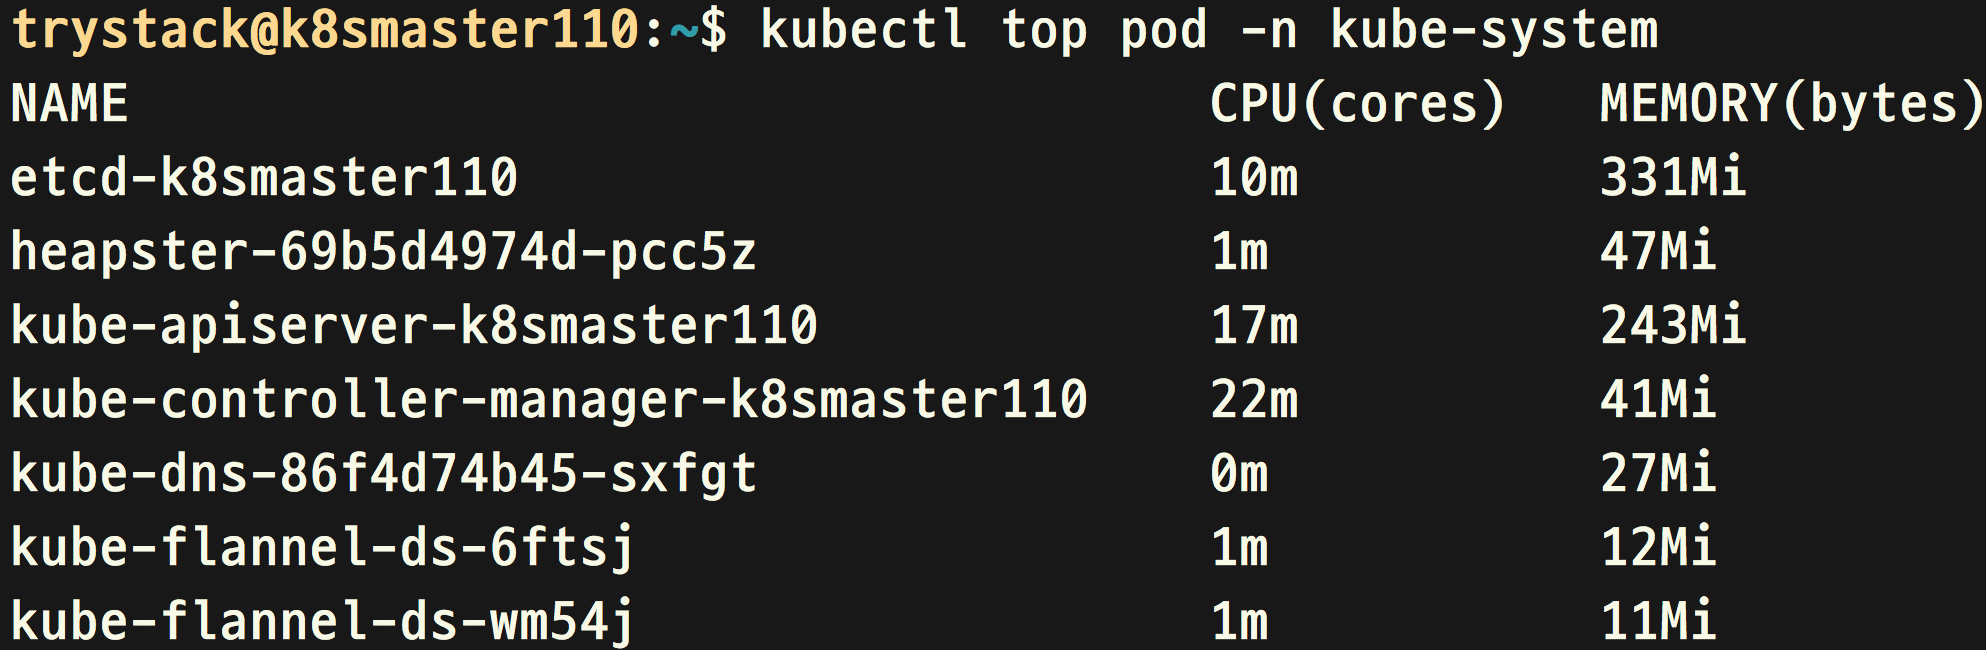 trystack@k8smaster110:~$ kubectl top pod -n kube-system
NAME CPU(cores) MEMORY(bytes)
etcd-k8smaster110 10m 331Mi
heapster-69b5d4974d-pcc5z 1m 47Mi
kube-apiserver-k8smaster110 17m 243Mi
kube-controller-manager-k8smaster110 22m 41Mi
kube-dns-86f4d74b45-sxfgt 0m 27Mi
kube-flannel-ds-6ftsj 1m 12Mi
kube-flannel-ds-wm54j 1m 11Mi